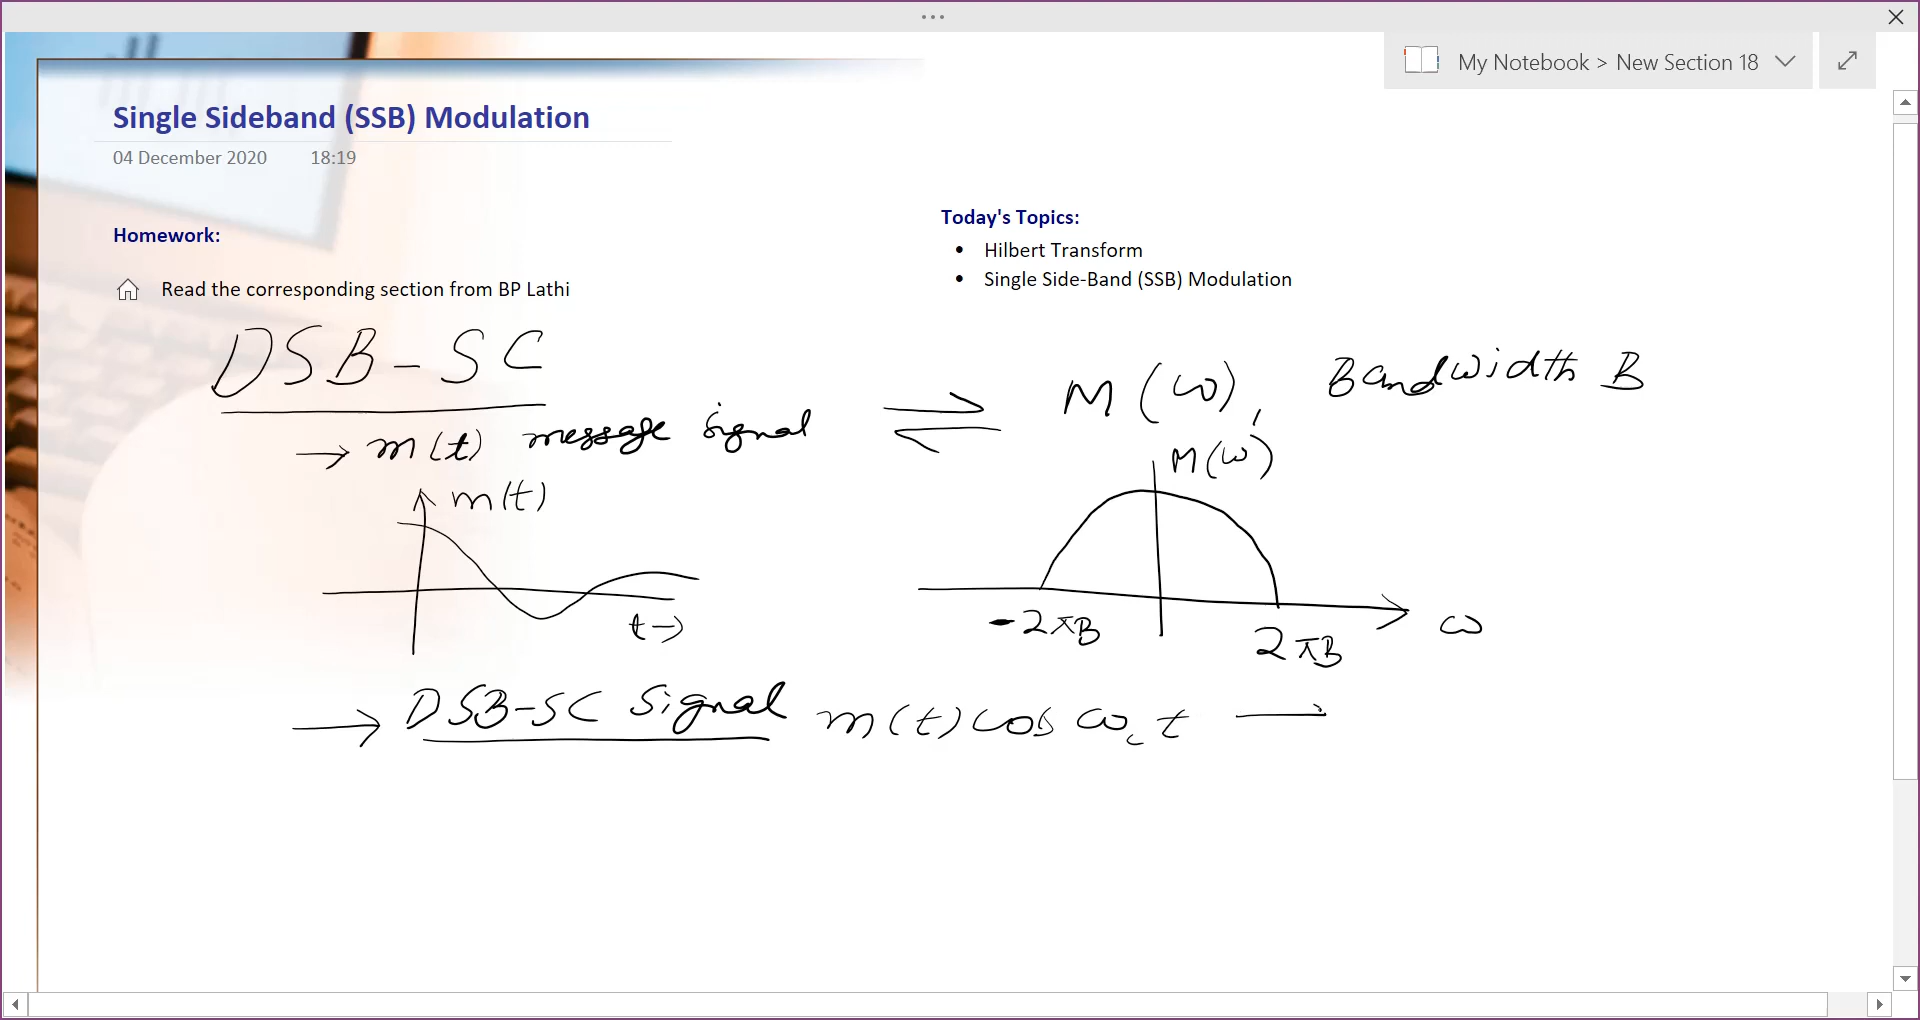 My Notebook > New Section 18
Single Sideband (SSB) Modulation
04 December 2020 18:19
Today's Topics:
• Hilbert Transform
• Single Side-Band (SSB) Modulation
Homework:
Read the corresponding section from BP Lathi
DSB-SC
→ m(t) message signal ⇌ M(ω), Bandwidth B
m(t)
M(ω)
t→
-2πB
2πB
ω
→ DSB-SC Signal m(t) cos ω_c t →